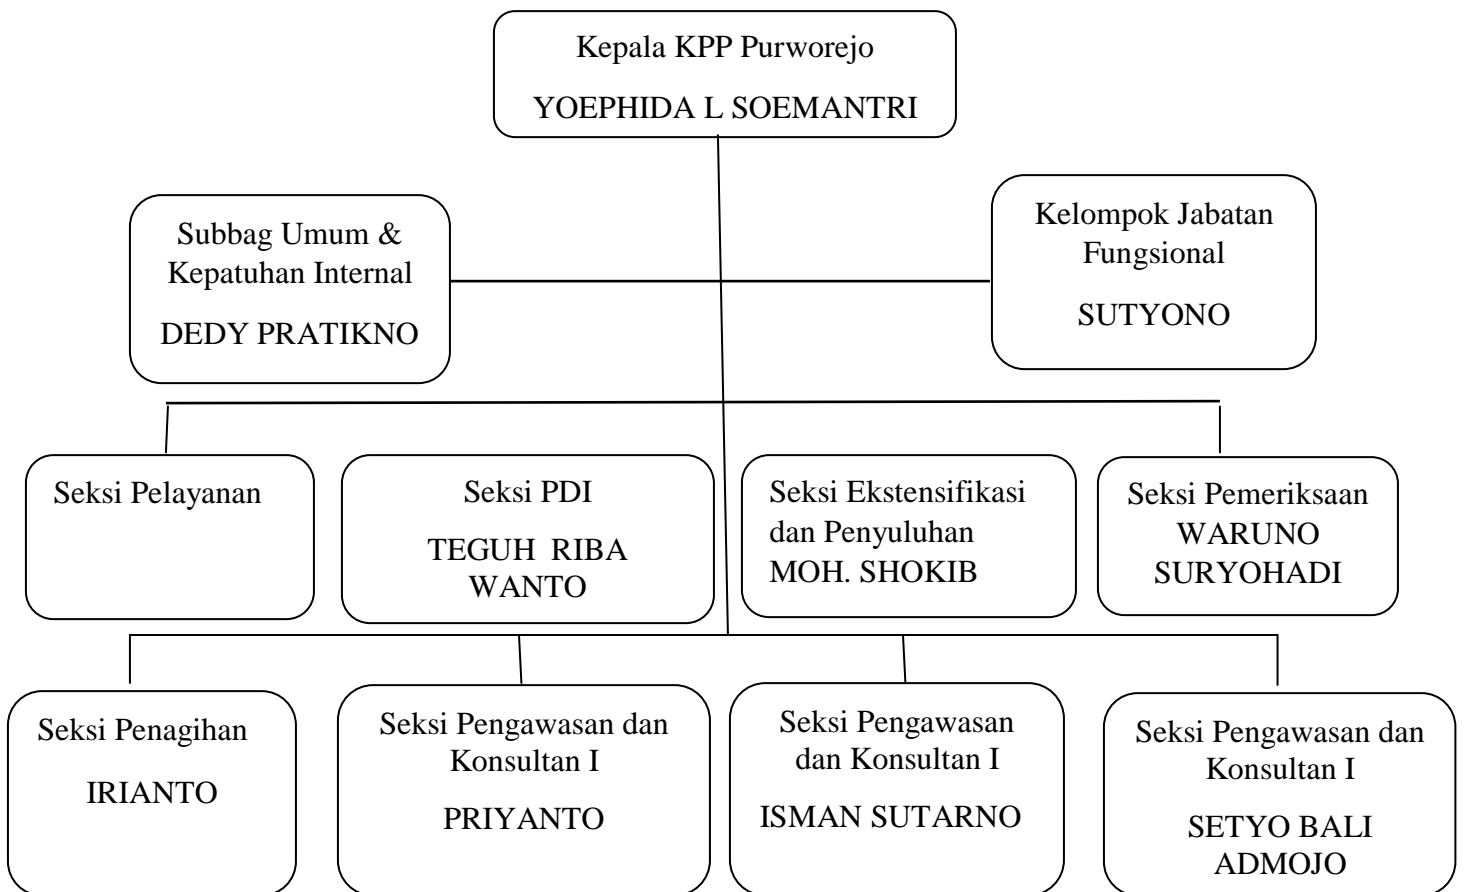 Kepala KPP Purworejo
YOEPHIDA L SOEMANTRI
Subbag Umum &
Kepatuhan Internal
DEDY PRATIKNO
Kelompok Jabatan
Fungsional
SUTYONO
Seksi Pelayanan
Seksi PDI
TEGUH RIBA
WANTO
Seksi Ekstensifikasi
dan Penyuluhan
MOH. SHOKIB
Seksi Pemeriksaan
WARUNO
SURYOHADI
Seksi Penagihan
IRIANTO
Seksi Pengawasan dan
Konsultan I
PRIYANTO
Seksi Pengawasan
dan Konsultan I
ISMAN SUTARNO
Seksi Pengawasan dan
Konsultan I
SETYO BALI
ADMOJO